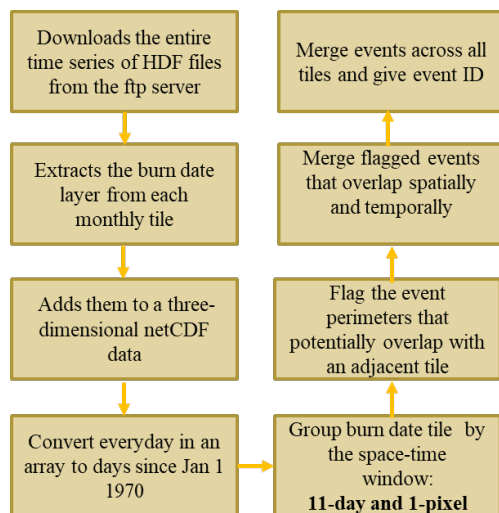 Downloads the entire
time series of HDF files
from the ftp server
Extracts the burn date
layer from each
monthly tile
Adds them to a three-
dimensional netCDF
data
Convert everyday in an
array to days since Jan 1
1970
Group burn date tile by
the space-time
window:
11-day and 1-pixel
Flag the event
perimeters that
potentially overlap with
an adjacent tile
Merge flagged events
that overlap spatially
and temporally
Merge events across all
tiles and give event ID